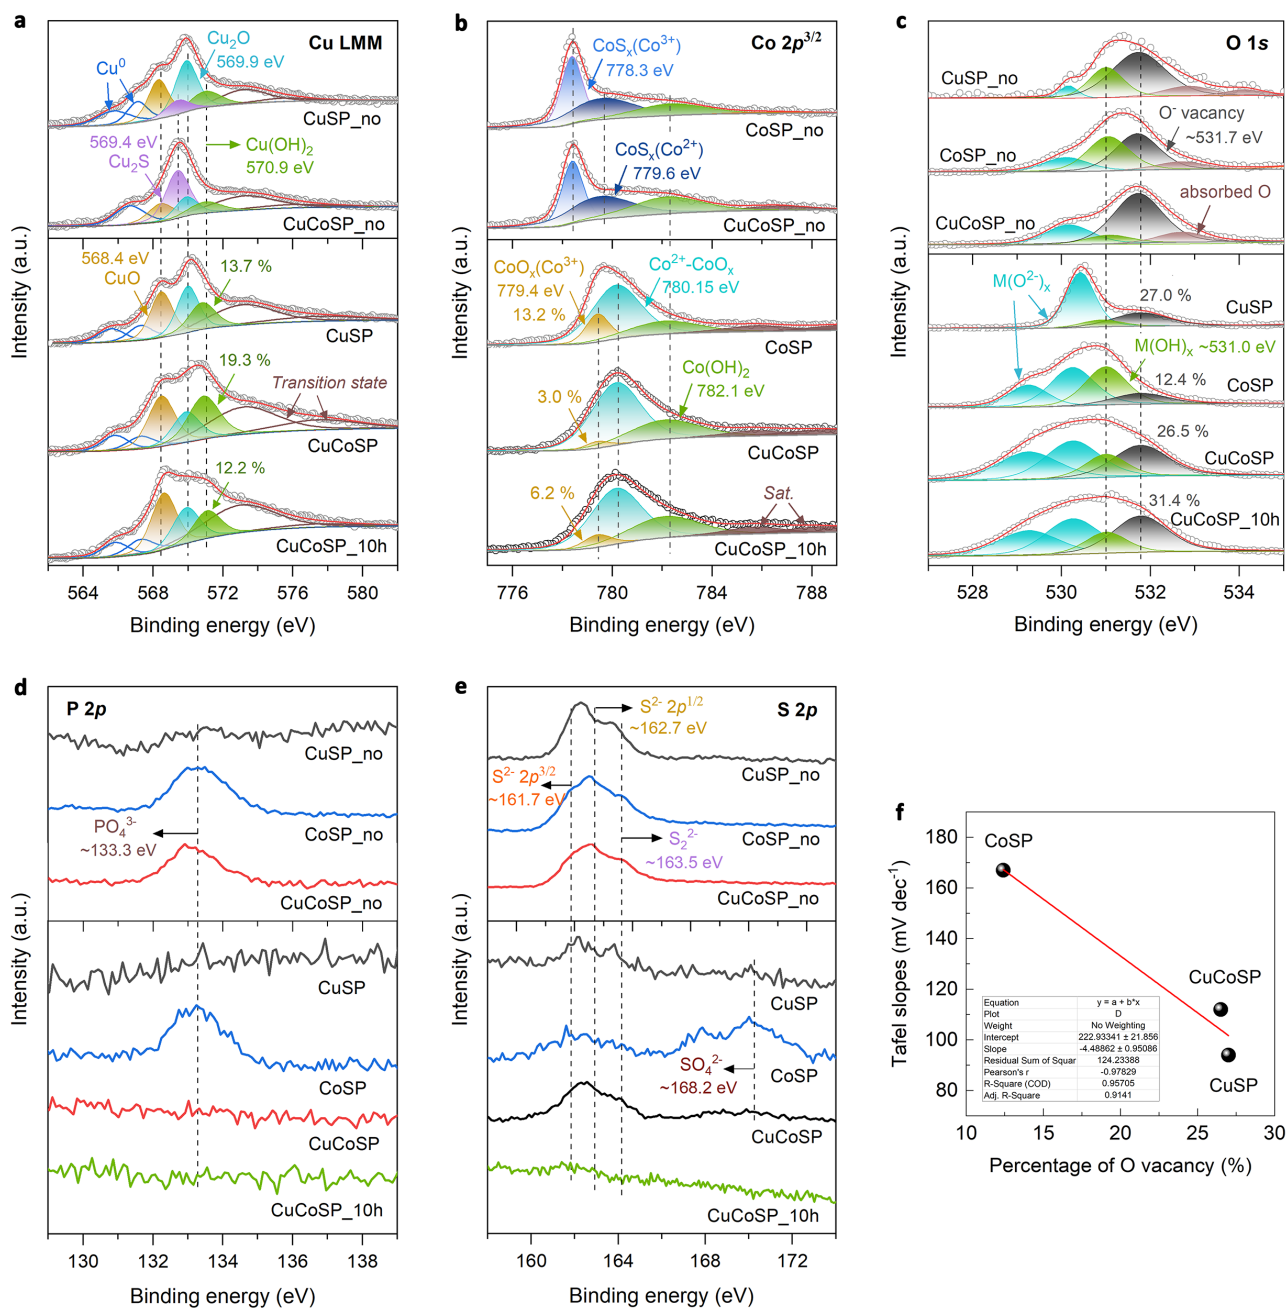 a
Cu LMM
Cu⁰
Cu₂O
569.9 eV
CuSP_no
569.4 eV
Cu₂S
Cu(OH)₂
570.9 eV
CuCoSP_no
568.4 eV
CuO
13.7 %
CuSP
19.3 %
Transition state
CuCoSP
12.2 %
CuCoSP_10h
564 568 572 576 580
Binding energy (eV)
Intensity (a.u.)
b
Co 2p³/²
CoSₓ(Co³⁺)
778.3 eV
CoSP_no
CoSₓ(Co²⁺)
779.6 eV
CuCoSP_no
CoOₓ(Co³⁺)
779.4 eV
13.2 %
Co²⁺-CoOₓ
780.15 eV
CoSP
Co(OH)₂
782.1 eV
3.0 %
CuCoSP
6.2 %
Sat.
CuCoSP_10h
776 780 784 788
Binding energy (eV)
Intensity (a.u.)
c
O 1s
CuSP_no
O⁻ vacancy
~531.7 eV
CoSP_no
absorbed O
CuCoSP_no
M(O²⁻)ₓ
27.0 %
CuSP
M(OH)ₓ ~531.0 eV
12.4 %
CoSP
26.5 %
CuCoSP
31.4 %
CuCoSP_10h
528 530 532 534
Binding energy (eV)
Intensity (a.u.)
d
P 2p
CuSP_no
CoSP_no
PO₄³⁻
~133.3 eV
CuCoSP_no
CuSP
CoSP
CuCoSP
CuCoSP_10h
130 132 134 136 138
Binding energy (eV)
Intensity (a.u.)
e
S 2p
S²⁻ 2p¹/²
~162.7 eV
CuSP_no
S²⁻ 2p³/²
~161.7 eV
CoSP_no
S₂²⁻
~163.5 eV
CuCoSP_no
CuSP
SO₄²⁻
~168.2 eV
CoSP
CuCoSP
CuCoSP_10h
160 164 168 172
Binding energy (eV)
Intensity (a.u.)
f
180
160
140
120
100
80
CoSP
CuCoSP
CuSP
Equation y = a + b*x
Plot D
Weight No Weighting
Intercept 222.93341 ± 21.856
Slope -4.48862 ± 0.95086
Residual Sum of Squar 124.23388
Pearson's r -0.97829
R-Square (COD) 0.95705
Adj. R-Square 0.9141
10 15 20 25 30
Percentage of O vacancy (%)
Tafel slopes (mV dec⁻¹)